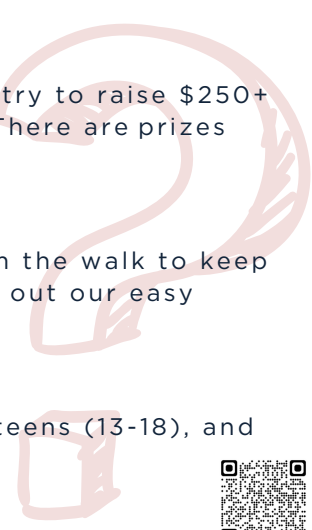 try to raise $250+
There are prizes
the walk to keep
out our easy
teens (13-18), and